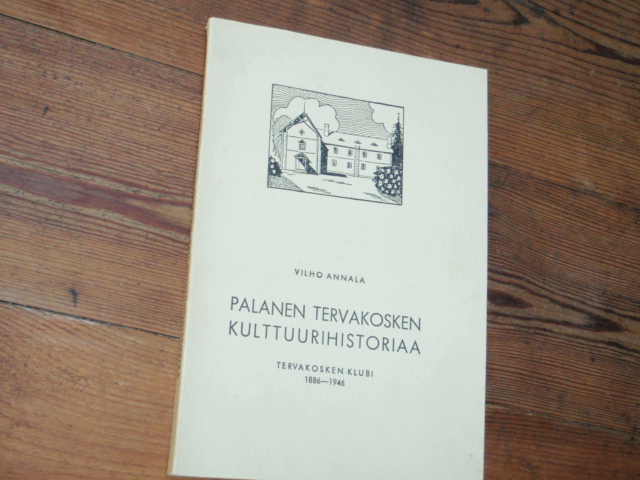 VILHO ANNALA
PALANEN TERVAKOSKEN
KULTTUURIHISTORIAA
TERVAKOSKEN KLUBI
1886—1946